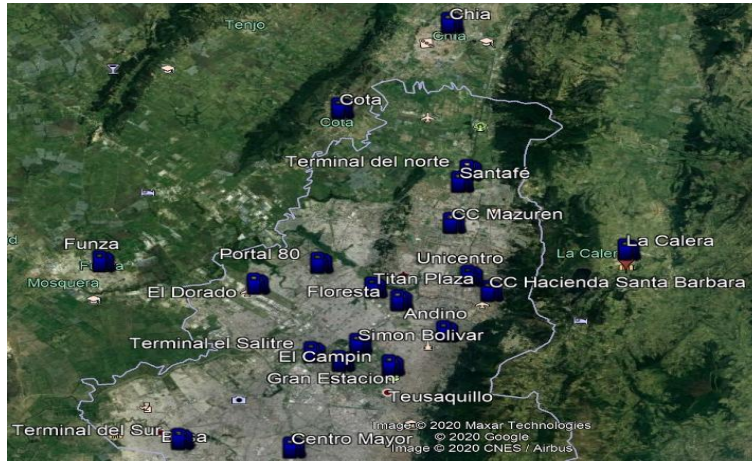 Chia
Tenjo
Chia
Cota
Cota
Terminal del norte
Santafé
CC Mazuren
Funza
Portal 80
Unicentro
La Calera
Mosquera
El Dorado
Floresta
Titan Plaza
CC Hacienda Santa Barbara
Andino
Terminal el Salitre
Simon Bolivar
El Campin
Gran Estacion
Teusaquillo
Terminal del Sur
Centro Mayor
Image © 2020 Maxar Technologies
© 2020 Google
Image © 2020 CNES / Airbus